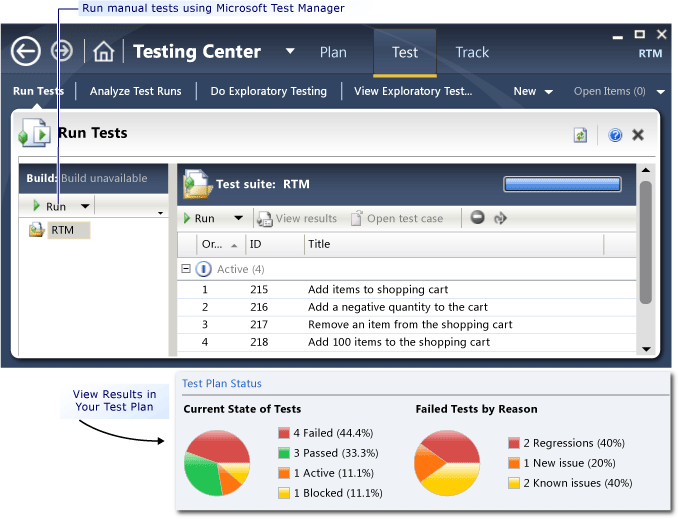 Run manual tests using Microsoft Test Manager
Testing Center
Plan
Test
Track
RTM
Run Tests
Analyze Test Runs
Do Exploratory Testing
View Exploratory Test...
New
Open Items (0)
Run Tests
Build: Build unavailable
Run
RTM
Test suite: RTM
Run
View results
Open test case
Or...
ID
Title
Active (4)
1 215 Add items to shopping cart
2 216 Add a negative quantity to the cart
3 217 Remove an item from the shopping cart
4 218 Add 100 items to the shopping cart
View Results in
Your Test Plan
Test Plan Status
Current State of Tests
4 Failed (44.4%)
3 Passed (33.3%)
1 Active (11.1%)
1 Blocked (11.1%)
Failed Tests by Reason
2 Regressions (40%)
1 New issue (20%)
2 Known issues (40%)